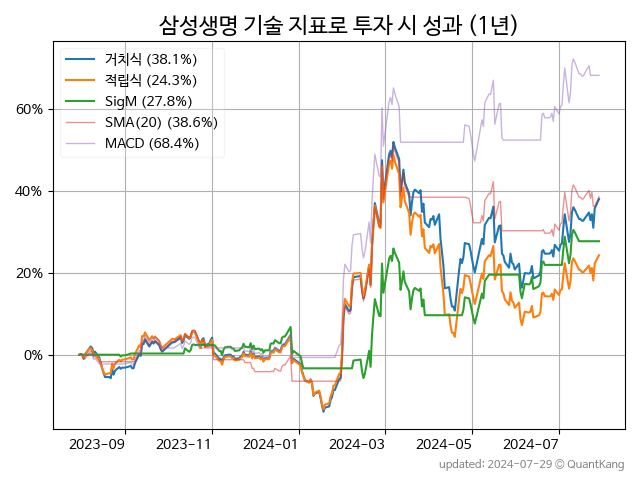 삼성생명 기술 지표로 투자 시 성과 (1년)
거치식 (38.1%)
적립식 (24.3%)
SigM (27.8%)
SMA(20) (38.6%)
MACD (68.4%)
60%
40%
20%
0%
2023-09 2023-11 2024-01 2024-03 2024-05 2024-07
updated: 2024-07-29 © QuantKang